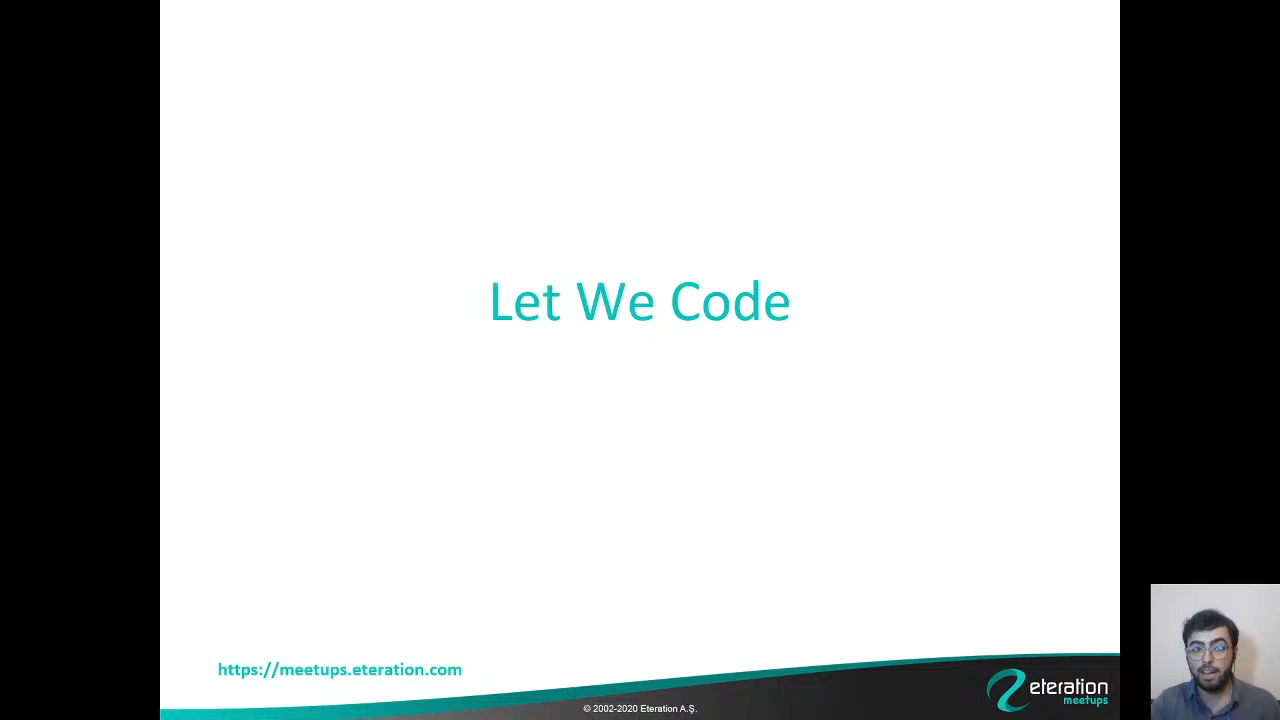 Let We Code
https://meetups.eteration.com
© 2002-2020 Eteration A.Ş.
eteration
meetups